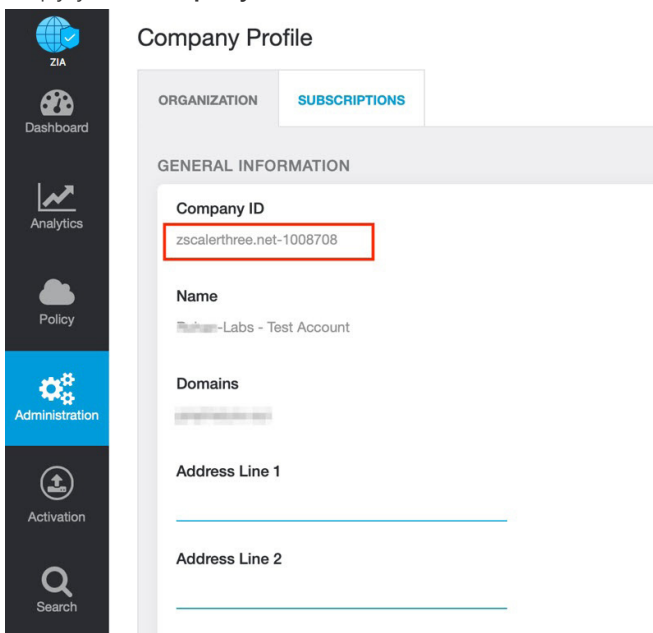 ZIA
Dashboard
Analytics
Policy
Administration
Activation
Search
Company Profile
ORGANIZATION SUBSCRIPTIONS
GENERAL INFORMATION
Company ID
zscalerthree.net-1008708
Name
-Labs - Test Account
Domains
Address Line 1
Address Line 2